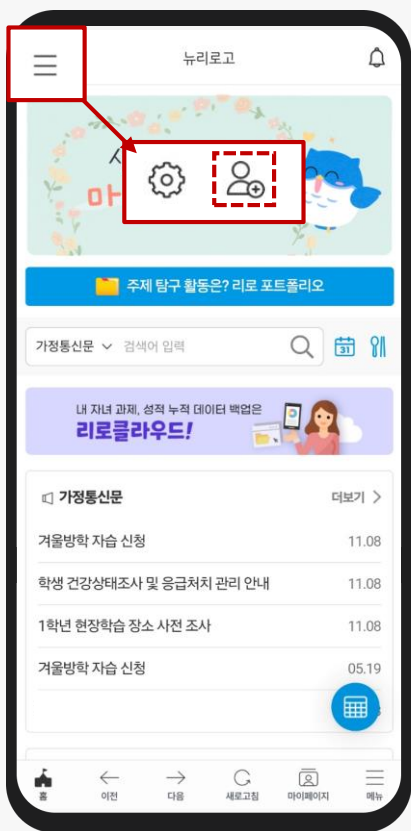 뉴리로고
마
주제 탐구 활동은? 리로 포트폴리오
가정통신문 검색어 입력
31
내 자녀 과제, 성적 누적 데이터 백업은
리로클라우드!
가정통신문 더보기 >
겨울방학 자습 신청 11.08
학생 건강상태조사 및 응급처치 관리 안내 11.08
1학년 현장학습 장소 사전 조사 11.08
겨울방학 자습 신청 05.19
홈 이전 다음 새로고침 마이페이지 메뉴